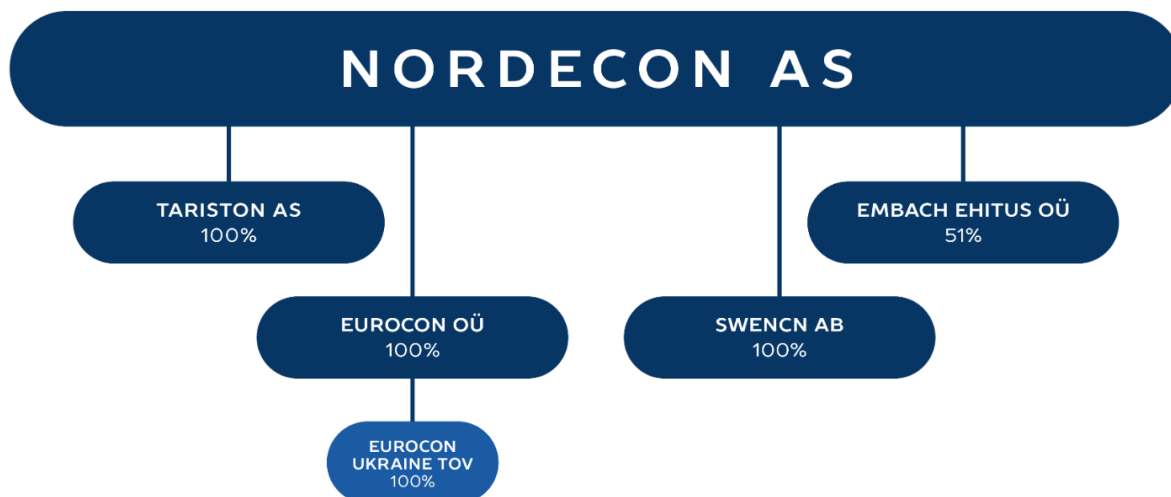 NORDECON AS
TARISTON AS
100%
EMBACH EHITUS OÜ
51%
EUROCON OÜ
100%
SWENCN AB
100%
EUROCON
UKRAINE TOV
100%